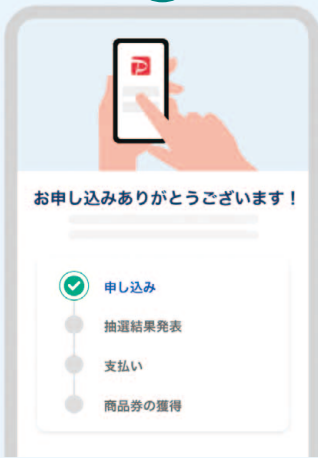 お申し込みありがとうございます！
申し込み
抽選結果発表
支払い
商品券の獲得